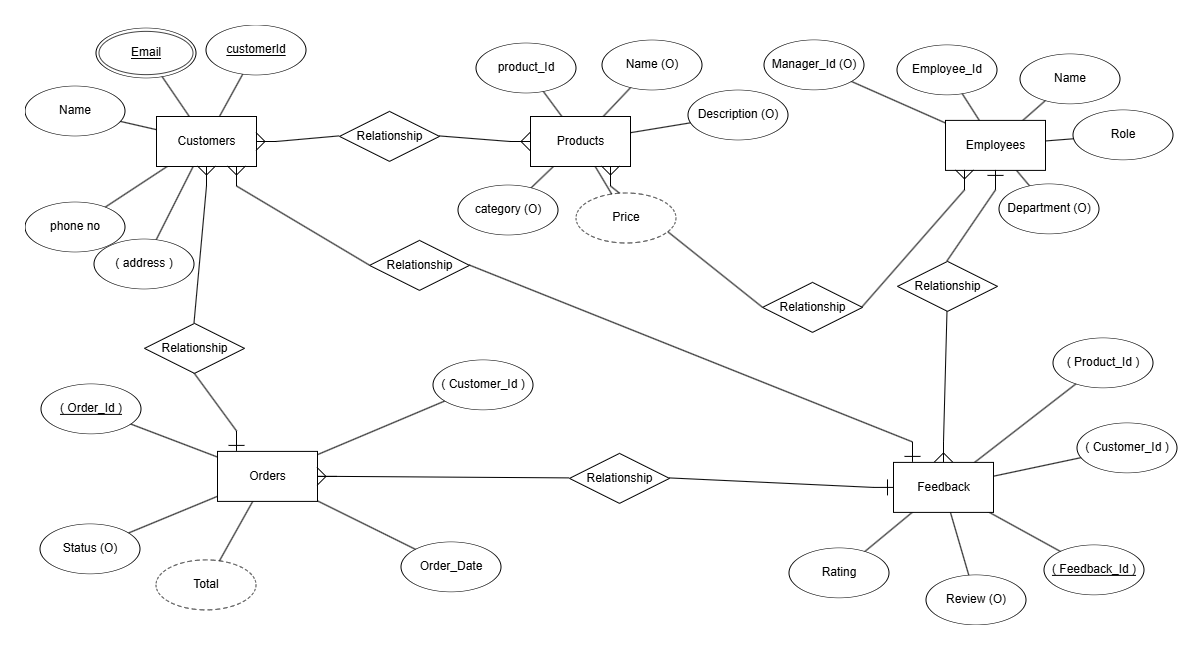 Email
customerId
Name
Customers
phone no
( address )
Relationship
product_Id
Name (O)
Description (O)
Products
category (O)
Price
Manager_Id (O)
Employee_Id
Name
Role
Employees
Department (O)
Relationship
Relationship
Relationship
Relationship
( Order_Id )
( Customer_Id )
Orders
Status (O)
Total
Order_Date
Relationship
( Product_Id )
( Customer_Id )
Feedback
Rating
Review (O)
( Feedback_Id )